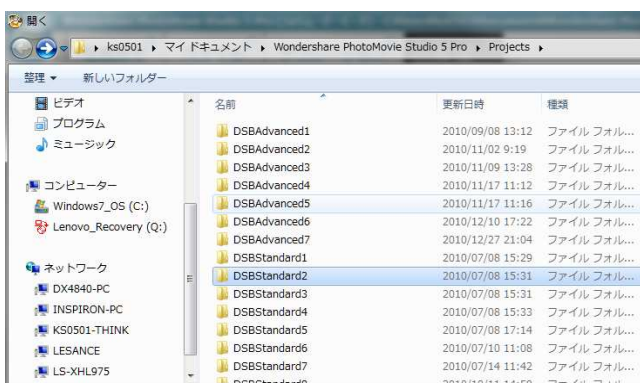 開く
ks0501 ▸ マイ ドキュメント ▸ Wondershare PhotoMovie Studio 5 Pro ▸ Projects ▸
整理 ▼ 新しいフォルダー
ビデオ
プログラム
ミュージック
コンピューター
Windows7_OS (C:)
Lenovo_Recovery (Q:)
ネットワーク
DX4840-PC
INSPIRON-PC
KS0501-THINK
LESANCE
LS-XHL975
名前 更新日時 種類
DSBAdvanced1 2010/09/08 13:12 ファイル フォル...
DSBAdvanced2 2010/11/02 9:19 ファイル フォル...
DSBAdvanced3 2010/11/09 13:28 ファイル フォル...
DSBAdvanced4 2010/11/17 11:12 ファイル フォル...
DSBAdvanced5 2010/11/17 11:16 ファイル フォル...
DSBAdvanced6 2010/12/10 17:22 ファイル フォル...
DSBAdvanced7 2010/12/27 21:04 ファイル フォル...
DSBStandard1 2010/07/08 15:29 ファイル フォル...
DSBStandard2 2010/07/08 15:31 ファイル フォル...
DSBStandard3 2010/07/08 15:31 ファイル フォル...
DSBStandard4 2010/07/08 15:33 ファイル フォル...
DSBStandard5 2010/07/08 17:14 ファイル フォル...
DSBStandard6 2010/07/10 11:08 ファイル フォル...
DSBStandard7 2010/07/14 11:42 ファイル フォル...